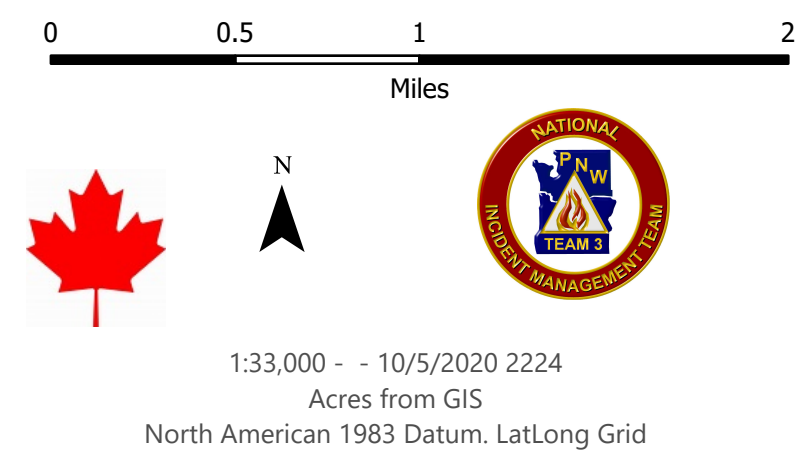 0 0.5 1 2
Miles
N
NATIONAL
PNW
TEAM 3
INCIDENT MANAGEMENT TEAM
1:33,000 - - 10/5/2020 2224
Acres from GIS
North American 1983 Datum. LatLong Grid